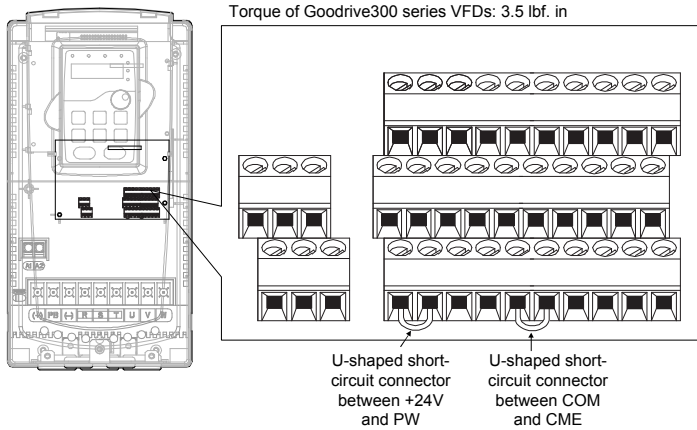 Torque of Goodrive300 series VFDs: 3.5 lbf. in
(+) PB (-) R S T U V W
U-shaped short-
circuit connector
between +24V
and PW
U-shaped short-
circuit connector
between COM
and CME